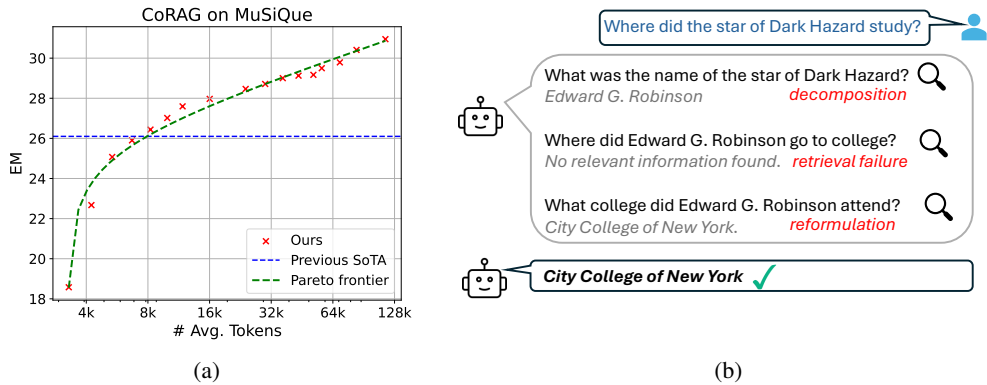 CoRAG on MuSiQue
30
28
26
24
22
20
18
EM
4k 8k 16k 32k 64k 128k
# Avg. Tokens
Ours
Previous SoTA
Pareto frontier
(a)
Where did the star of Dark Hazard study?
What was the name of the star of Dark Hazard?
Edward G. Robinson decomposition
Where did Edward G. Robinson go to college?
No relevant information found. retrieval failure
What college did Edward G. Robinson attend?
City College of New York. reformulation
City College of New York
(b)